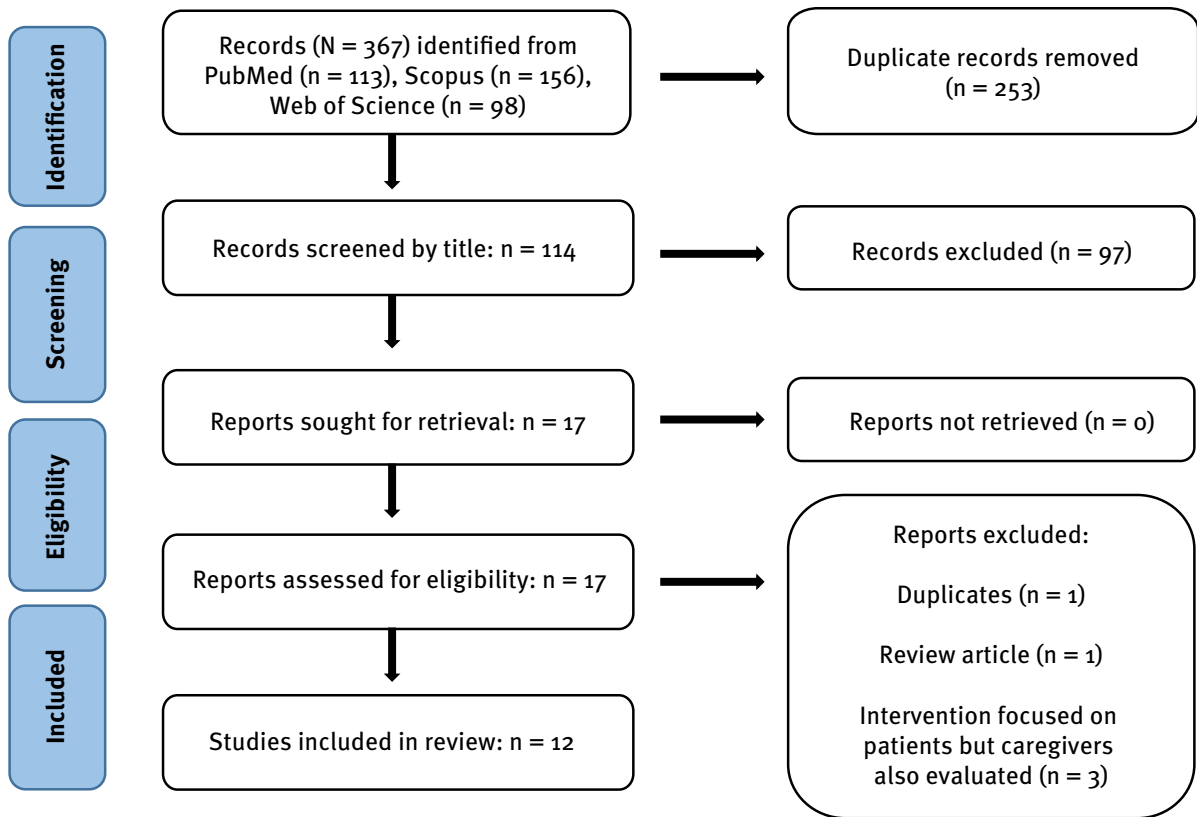 Identification
Records (N = 367) identified from
PubMed (n = 113), Scopus (n = 156),
Web of Science (n = 98)
Duplicate records removed
(n = 253)
Screening
Records screened by title: n = 114
Records excluded (n = 97)
Reports sought for retrieval: n = 17
Reports not retrieved (n = 0)
Eligibility
Reports assessed for eligibility: n = 17
Reports excluded:
Duplicates (n = 1)
Review article (n = 1)
Intervention focused on
patients but caregivers
also evaluated (n = 3)
Included
Studies included in review: n = 12